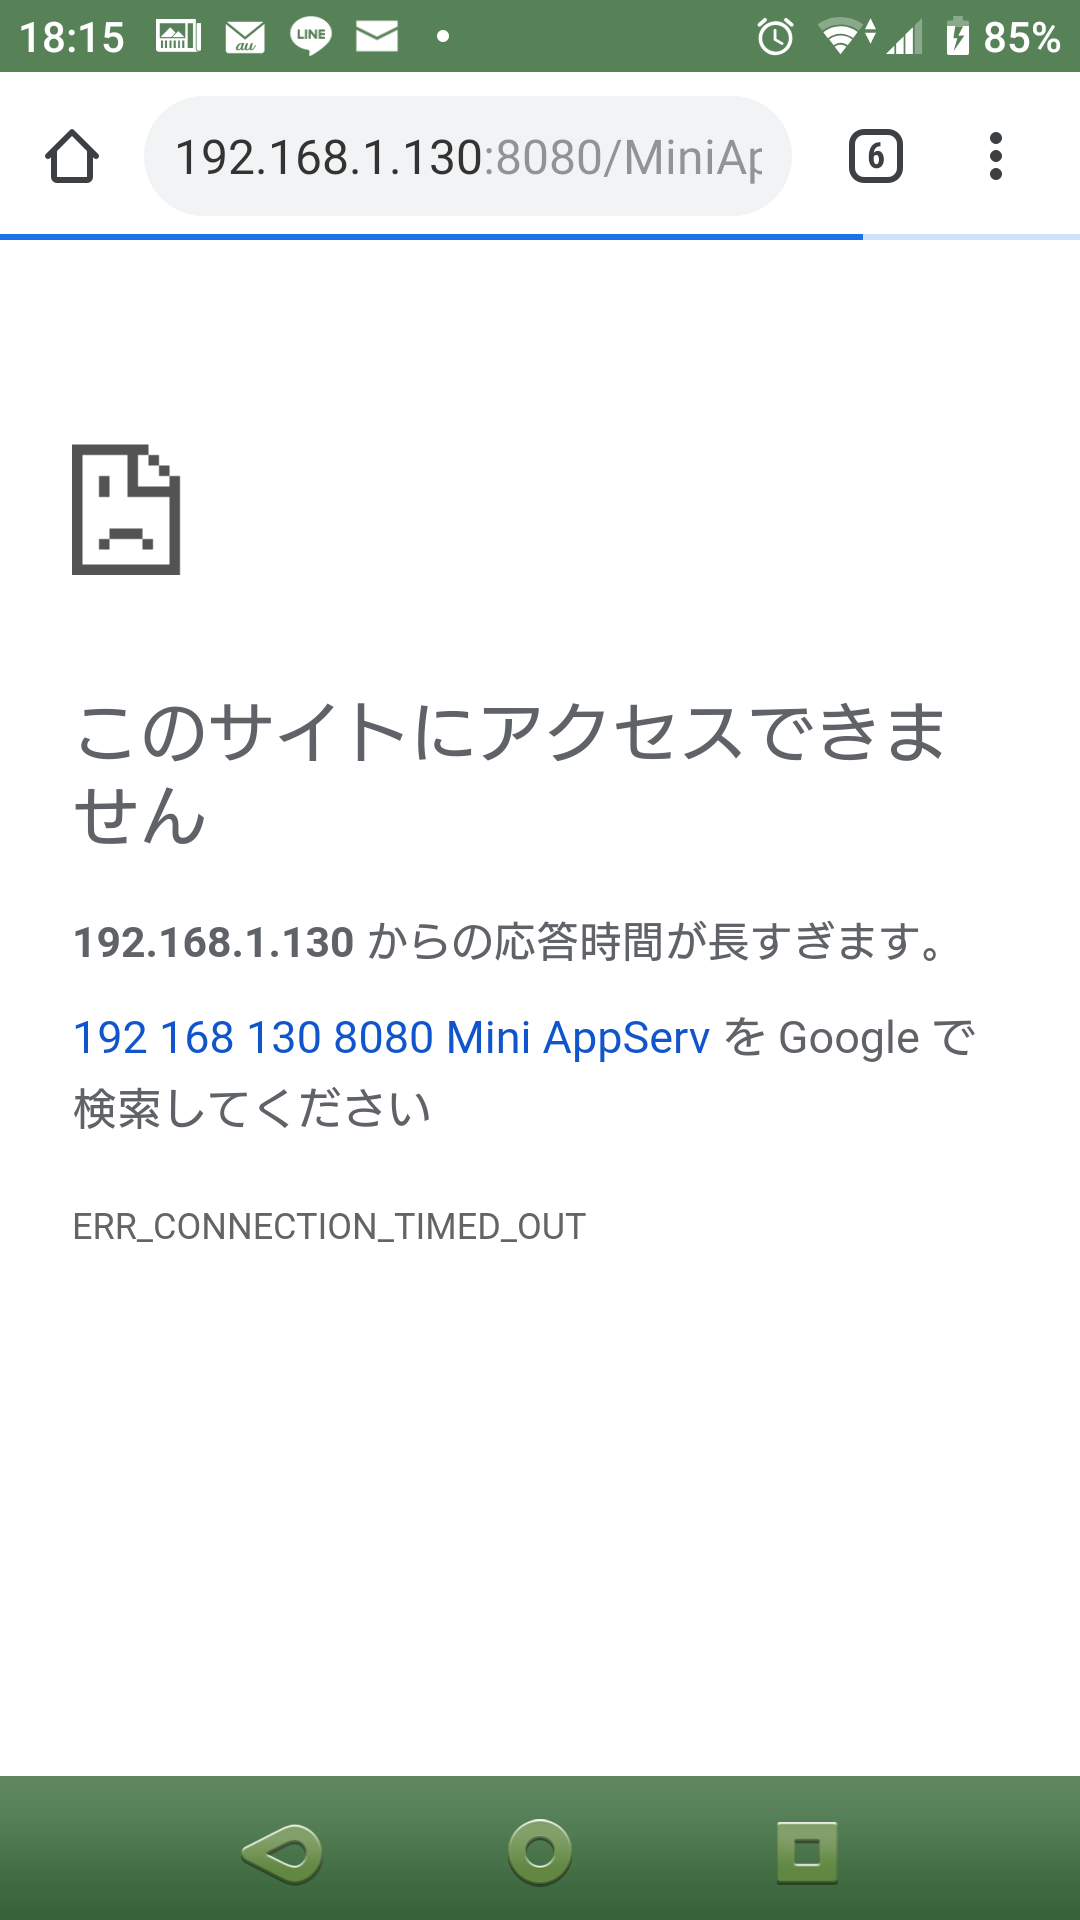 18:15 au LINE 85%
192.168.1.130:8080/MiniAp
6
このサイトにアクセスできま
せん
192.168.1.130 からの応答時間が長すぎます。
192 168 130 8080 Mini AppServ を Google で
検索してください
ERR_CONNECTION_TIMED_OUT